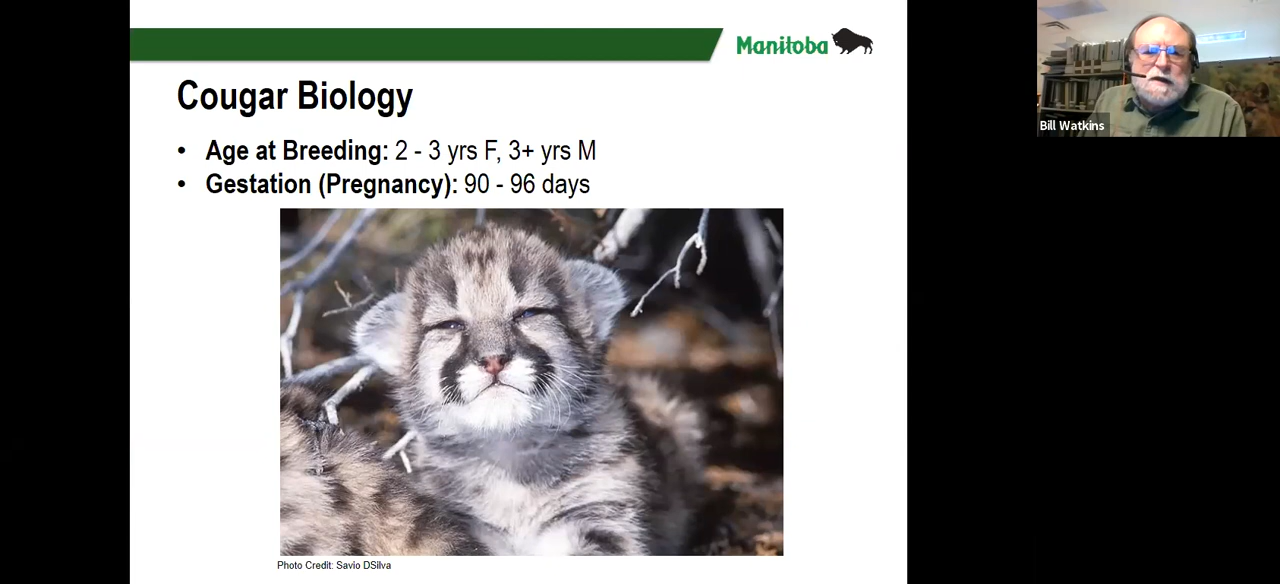 Manitoba
Cougar Biology
• Age at Breeding: 2 - 3 yrs F, 3+ yrs M
• Gestation (Pregnancy): 90 - 96 days
Photo Credit: Savio DSilva
Bill Watkins